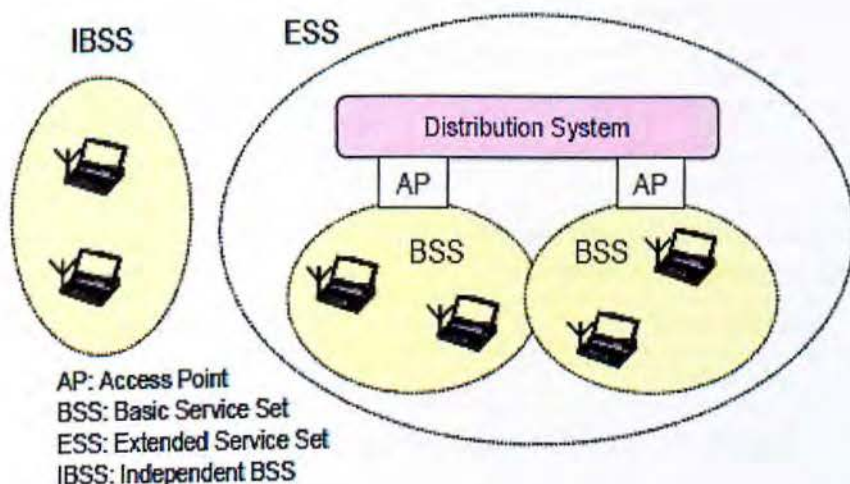 IBSS
ESS
Distribution System
AP
AP
BSS
BSS
AP: Access Point
BSS: Basic Service Set
ESS: Extended Service Set
IBSS: Independent BSS